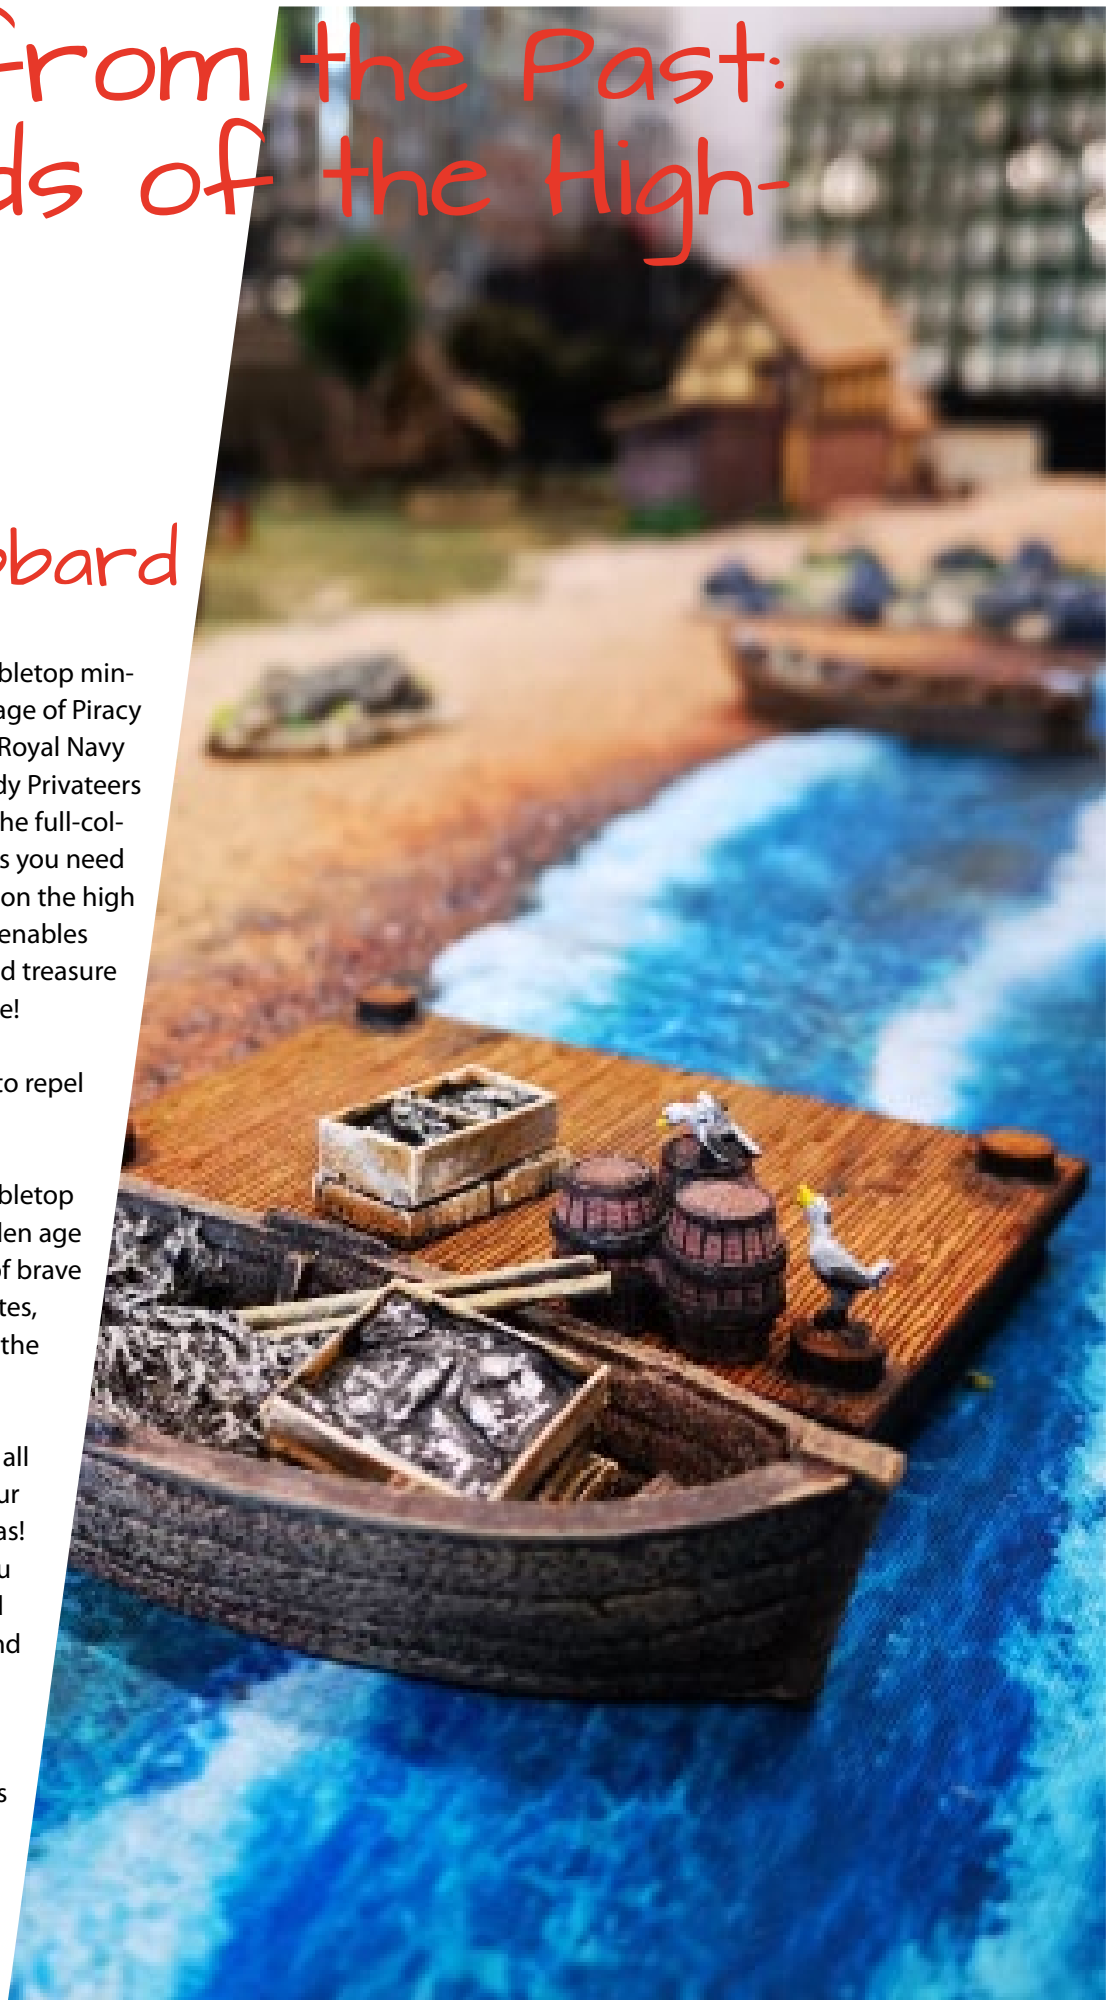 from the Past:
ds of the High-
bbard
bletop min-
age of Piracy
Royal Navy
dy Privateers
he full-col-
s you need
on the high
enables
d treasure
e!
to repel
bletop
len age
of brave
tes,
the
all
ur
as!
u
d
nd
s